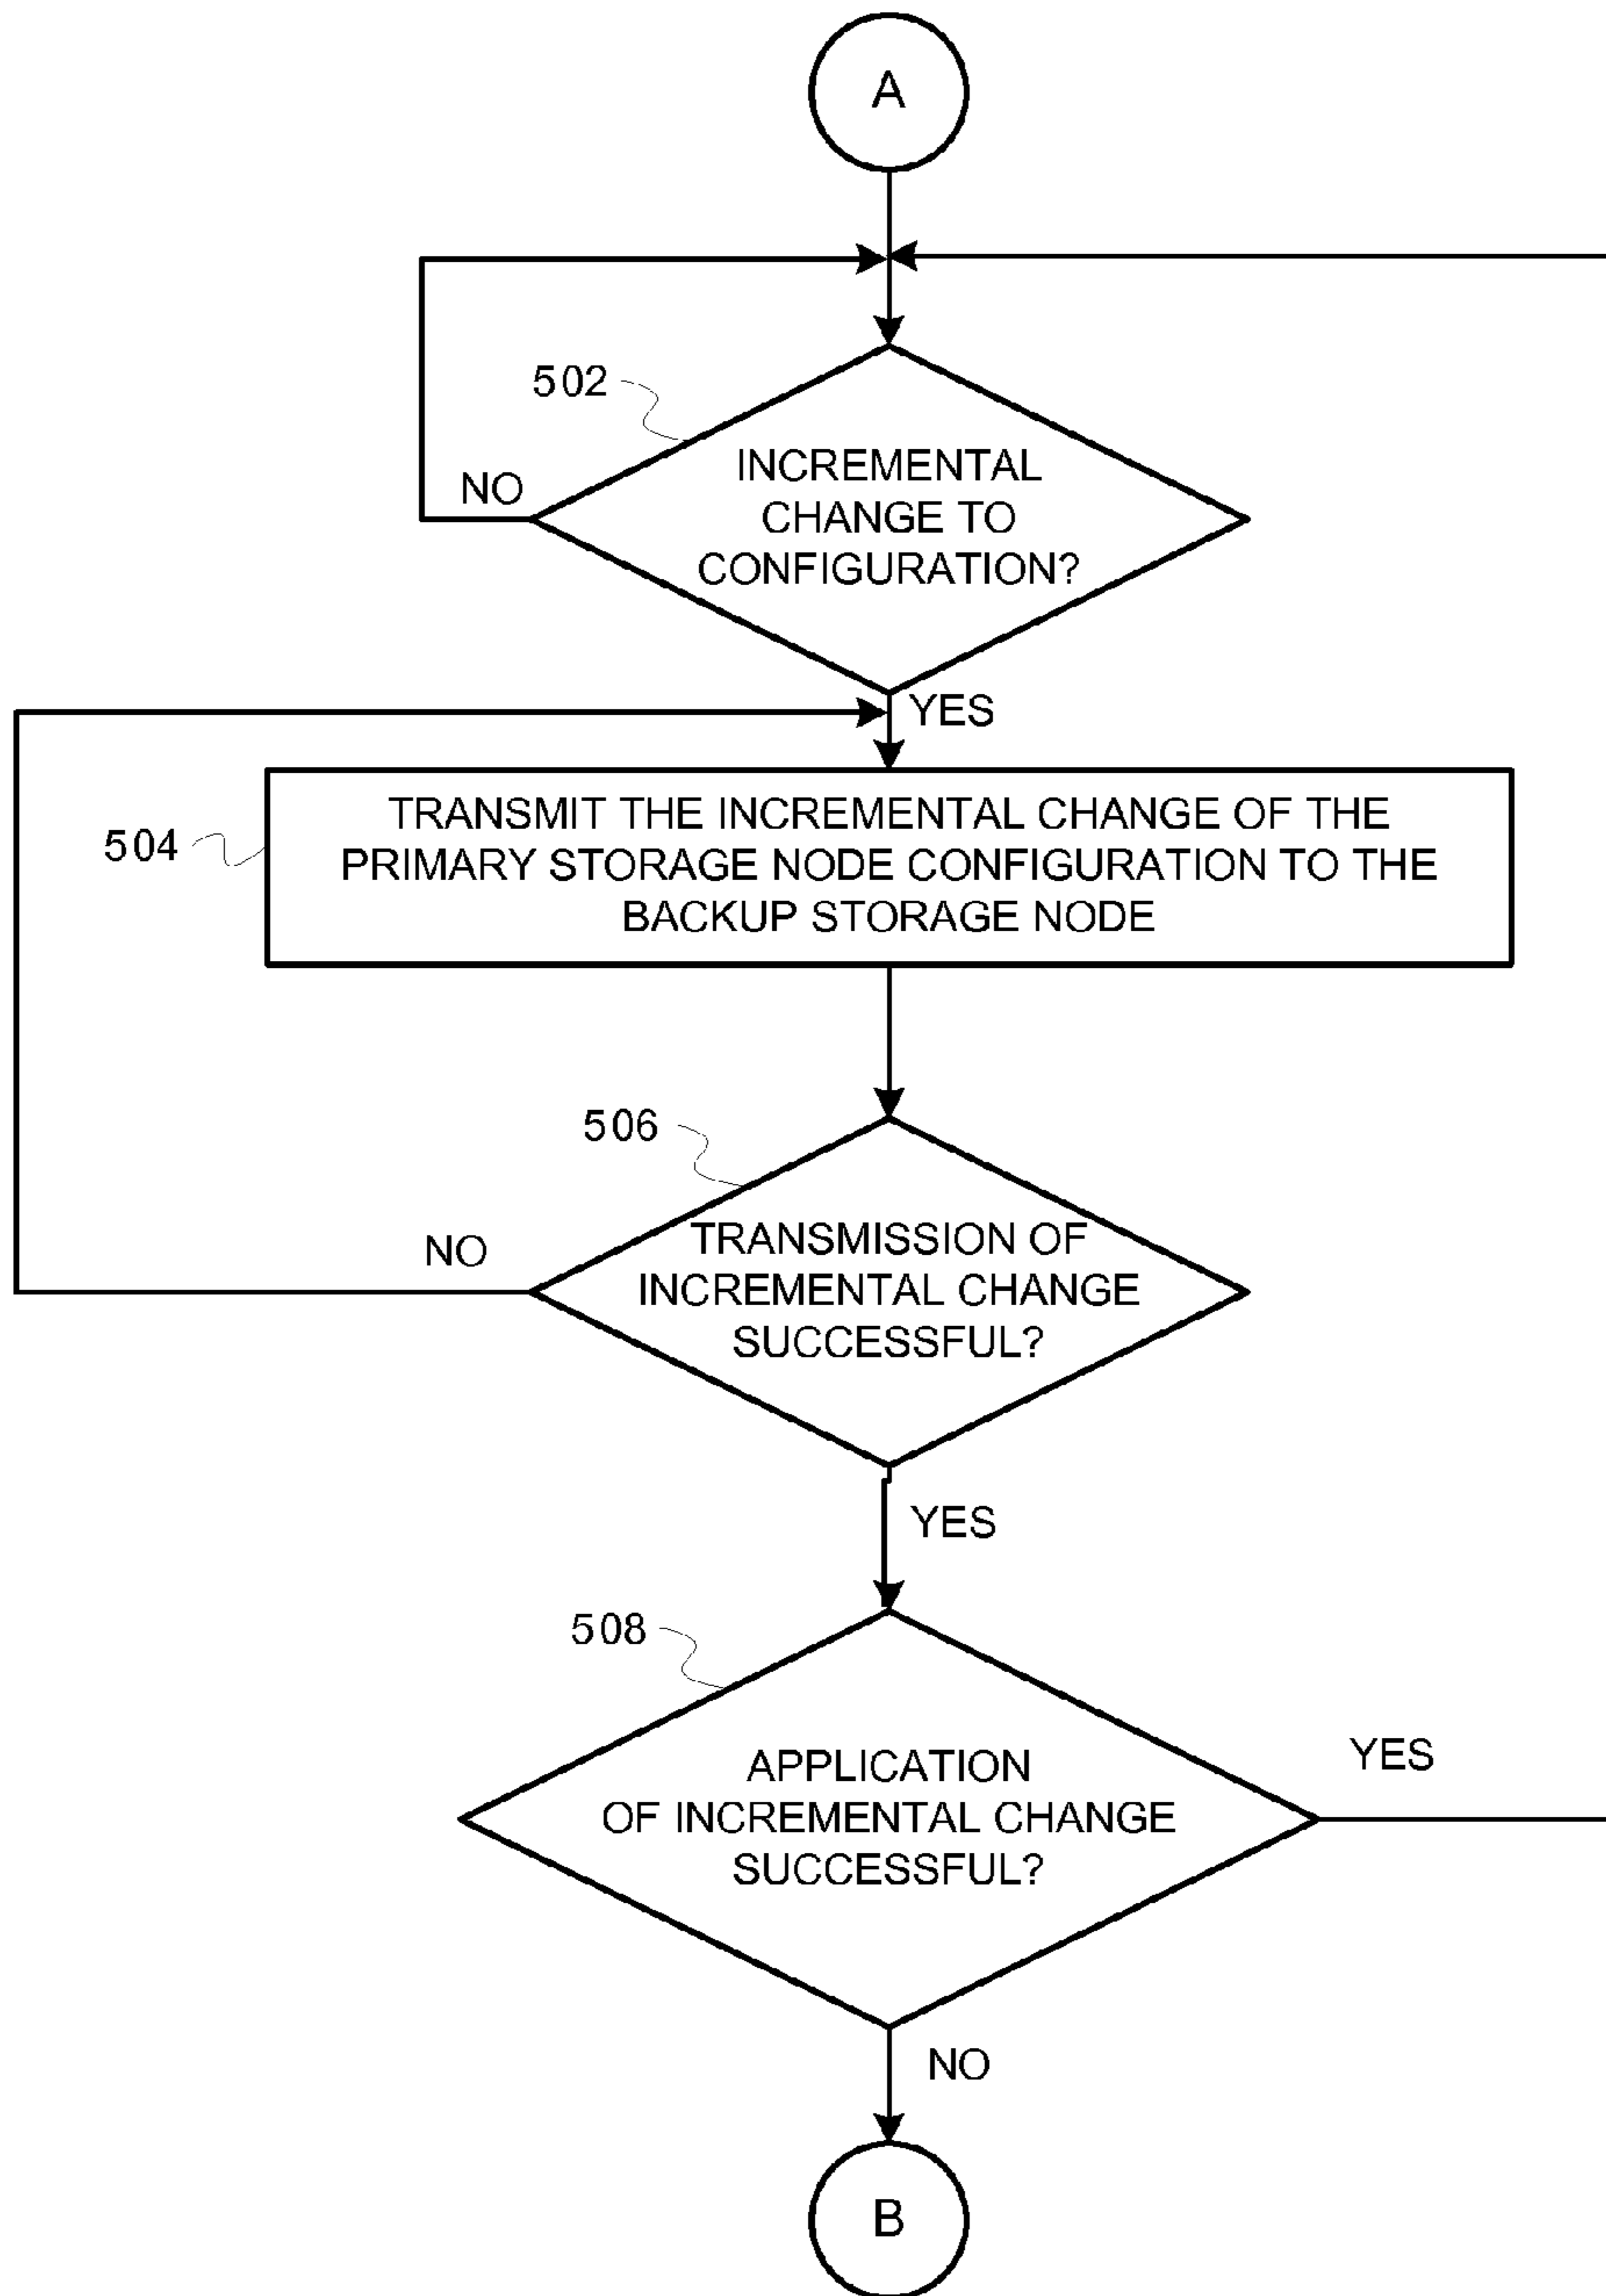 A
502
NO
INCREMENTAL
CHANGE TO
CONFIGURATION?
YES
504
TRANSMIT THE INCREMENTAL CHANGE OF THE
PRIMARY STORAGE NODE CONFIGURATION TO THE
BACKUP STORAGE NODE
506
NO
TRANSMISSION OF
INCREMENTAL CHANGE
SUCCESSFUL?
YES
508
APPLICATION
OF INCREMENTAL CHANGE
SUCCESSFUL?
YES
NO
B